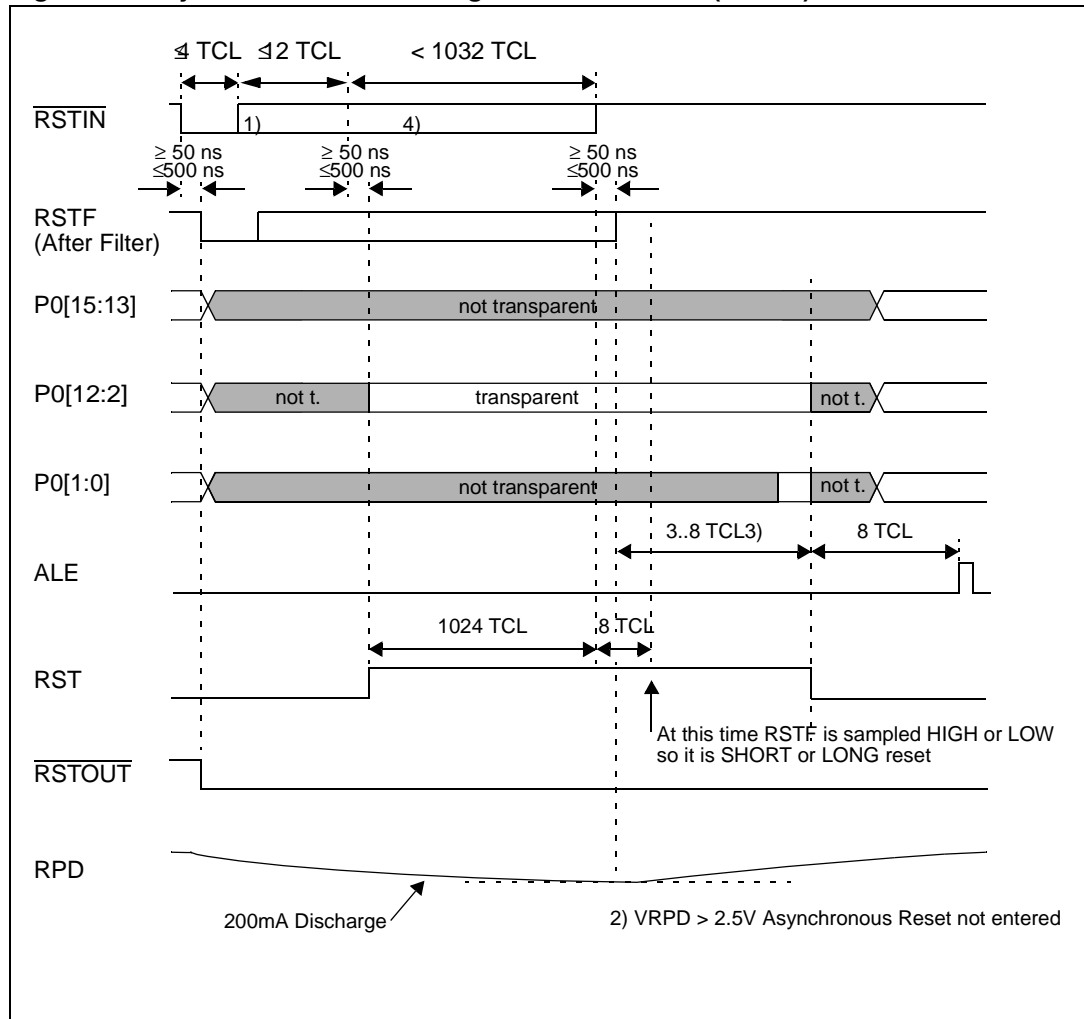 ≤4 TCL ≤12 TCL < 1032 TCL
RSTIN
1) 4)
≥ 50 ns ≥ 50 ns ≥ 50 ns
≤500 ns ≤500 ns ≤500 ns
RSTF
(After Filter)
P0[15:13] not transparent
P0[12:2] not t. transparent not t.
P0[1:0] not transparent not t.
3..8 TCL3) 8 TCL
ALE
1024 TCL 8 TCL
RST
At this time RSTF is sampled HIGH or LOW
so it is SHORT or LONG reset
RSTOUT
RPD
200mA Discharge 2) VRPD > 2.5V Asynchronous Reset not entered